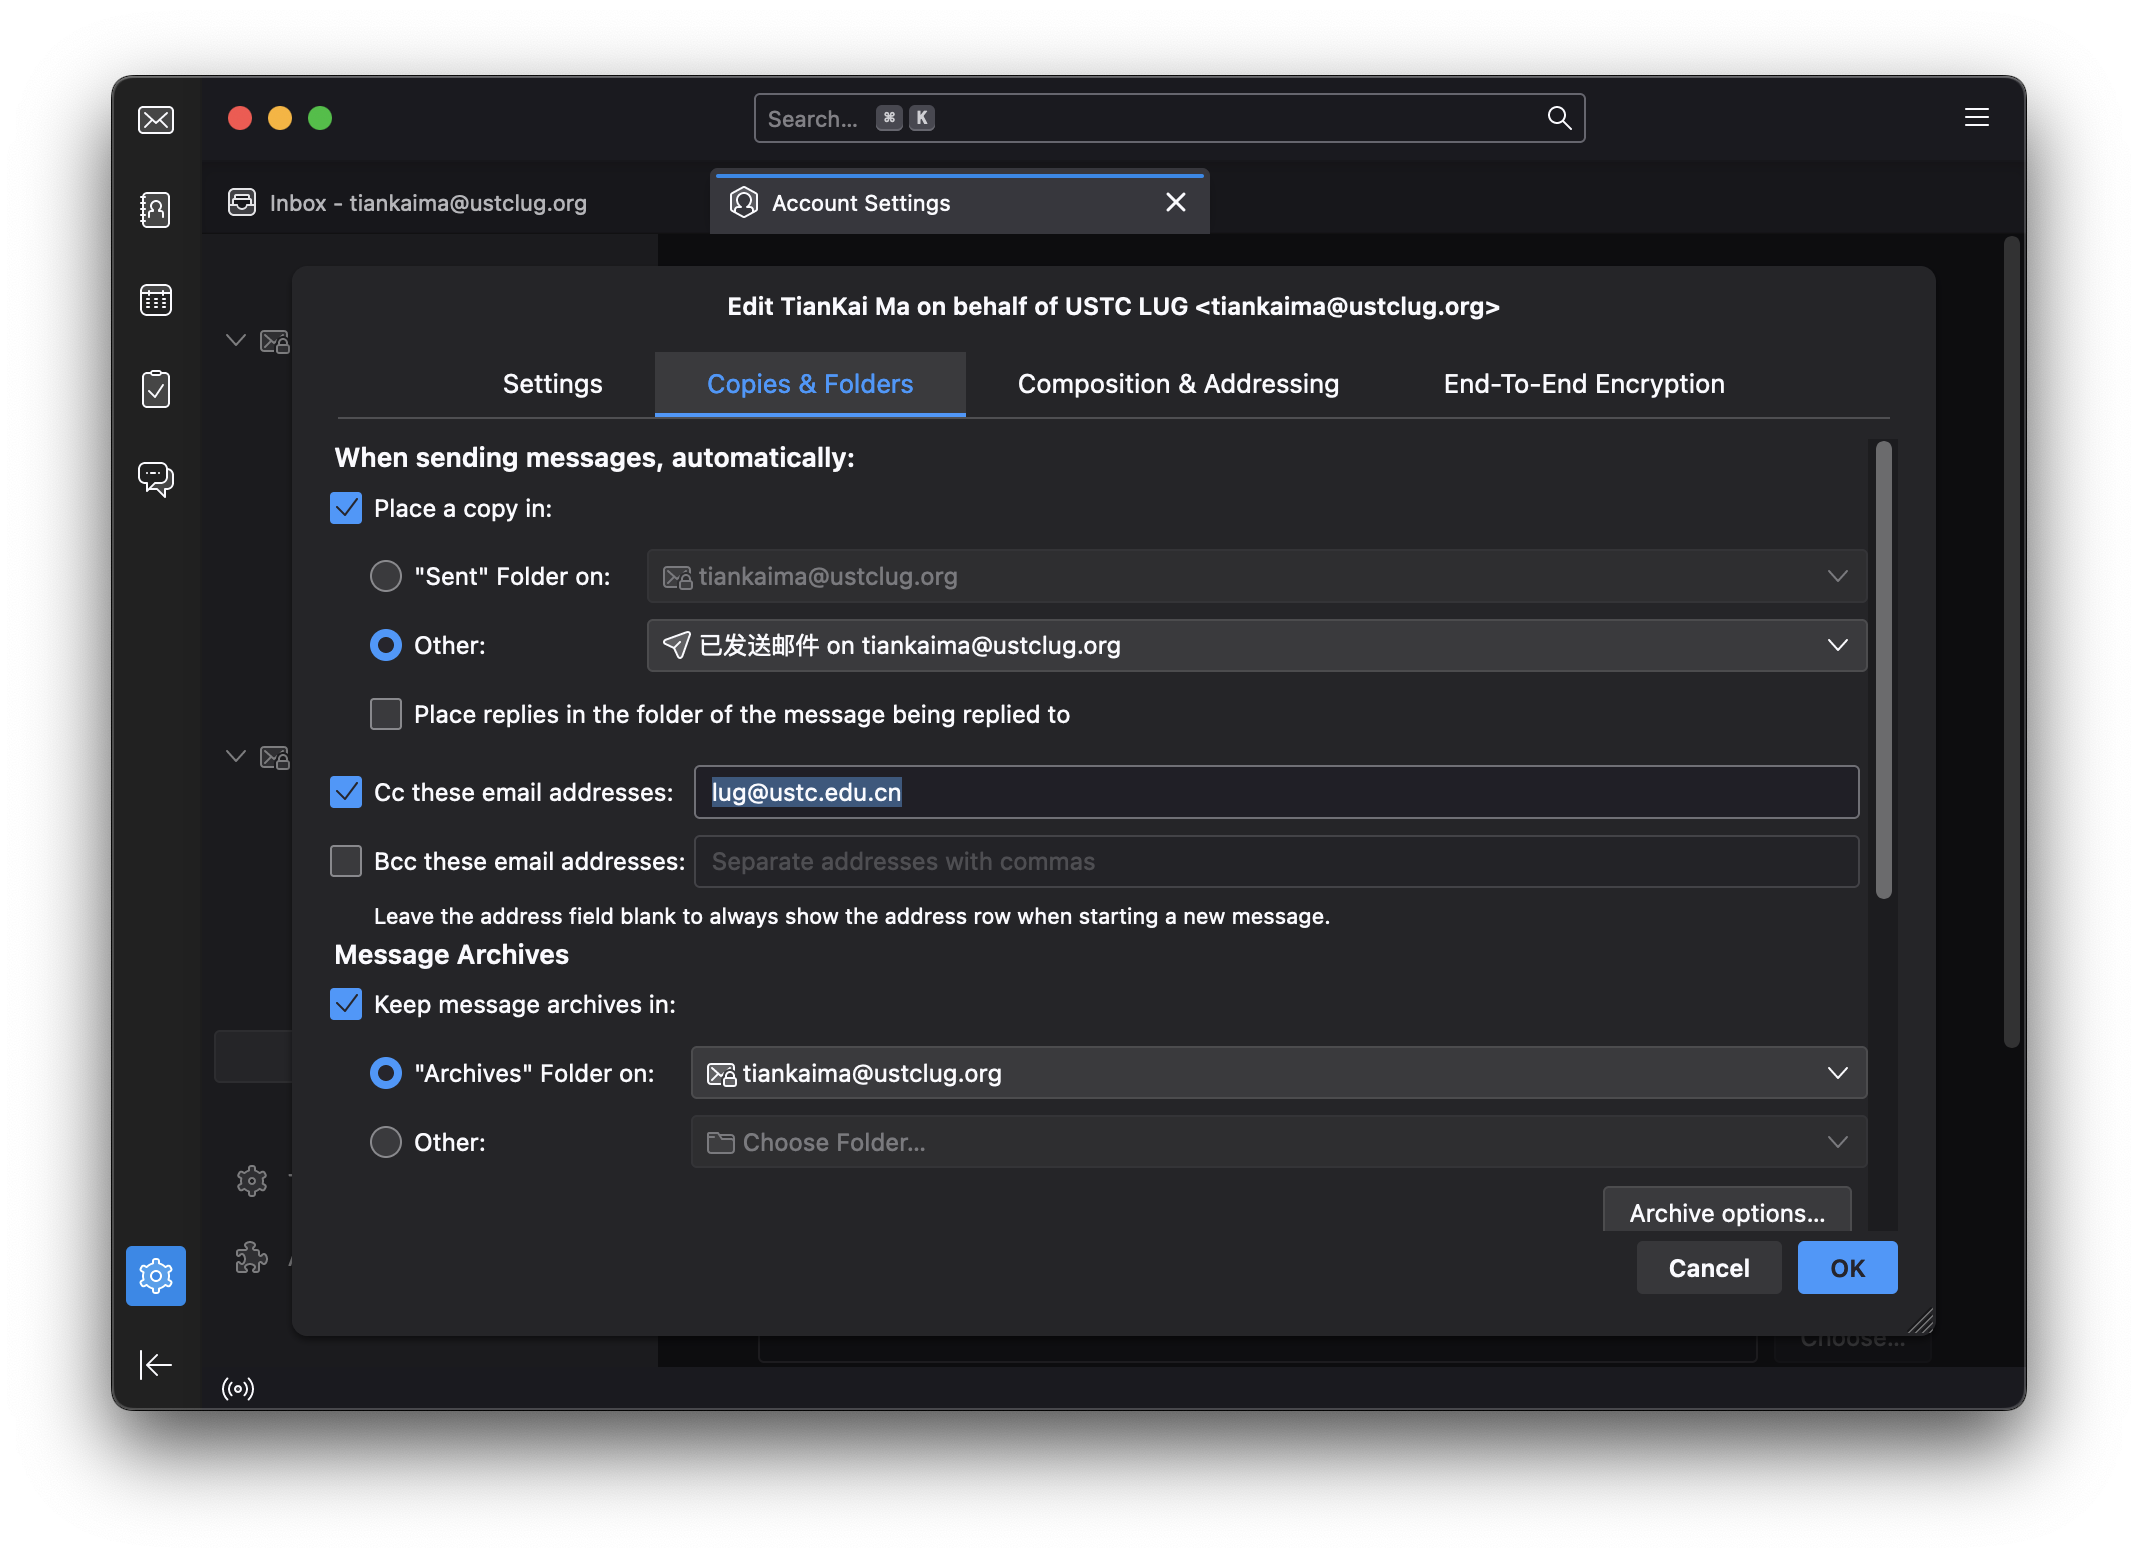 Search... ⌘ K
Inbox - tiankaima@ustclug.org
Account Settings
Edit TianKai Ma on behalf of USTC LUG <tiankaima@ustclug.org>
Settings
Copies & Folders
Composition & Addressing
End-To-End Encryption
When sending messages, automatically:
Place a copy in:
"Sent" Folder on:
tiankaima@ustclug.org
Other:
已发送邮件 on tiankaima@ustclug.org
Place replies in the folder of the message being replied to
Cc these email addresses:
lug@ustc.edu.cn
Bcc these email addresses:
Separate addresses with commas
Leave the address field blank to always show the address row when starting a new message.
Message Archives
Keep message archives in:
"Archives" Folder on:
tiankaima@ustclug.org
Other:
Choose Folder...
Archive options...
Cancel
OK
Choose...